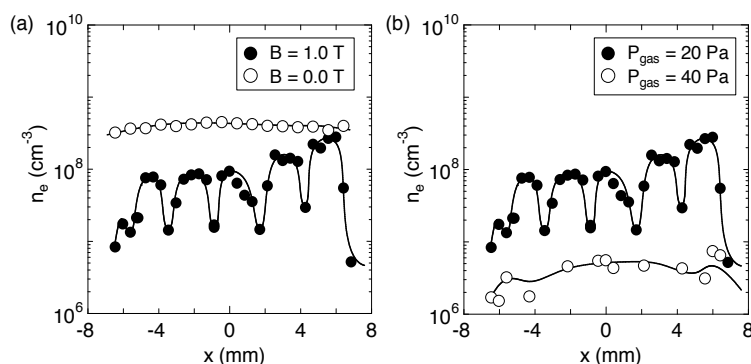 (a)
10^10
B = 1.0 T
B = 0.0 T
n_e (cm^-3)
10^8
10^6
-8 -4 0 4 8
x (mm)
(b)
10^10
P_gas = 20 Pa
P_gas = 40 Pa
n_e (cm^-3)
10^8
10^6
-8 -4 0 4 8
x (mm)